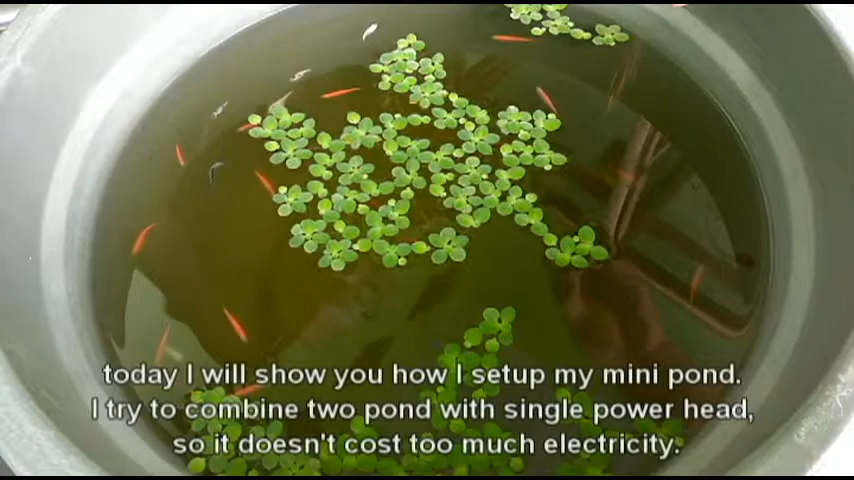 today I will show you how I setup my mini pond.
I try to combine two pond with single power head,
so it doesn't cost too much electricity.